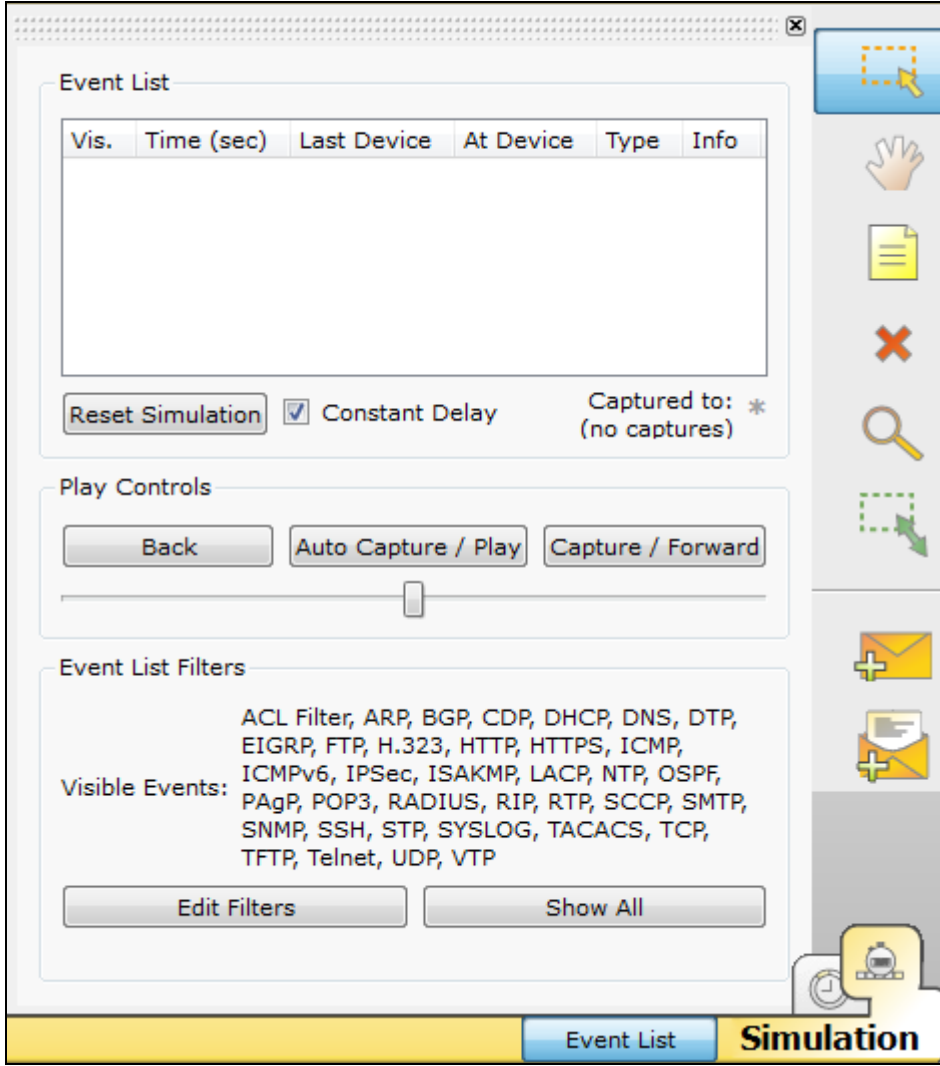 Event List
Vis. Time (sec) Last Device At Device Type Info
Reset Simulation Constant Delay Captured to: *
(no captures)
Play Controls
Back Auto Capture / Play Capture / Forward
Event List Filters
Visible Events:
ACL Filter, ARP, BGP, CDP, DHCP, DNS, DTP,
EIGRP, FTP, H.323, HTTP, HTTPS, ICMP,
ICMPv6, IPSec, ISAKMP, LACP, NTP, OSPF,
PAgP, POP3, RADIUS, RIP, RTP, SCCP, SMTP,
SNMP, SSH, STP, SYSLOG, TACACS, TCP,
TFTP, Telnet, UDP, VTP
Edit Filters Show All
Event List Simulation